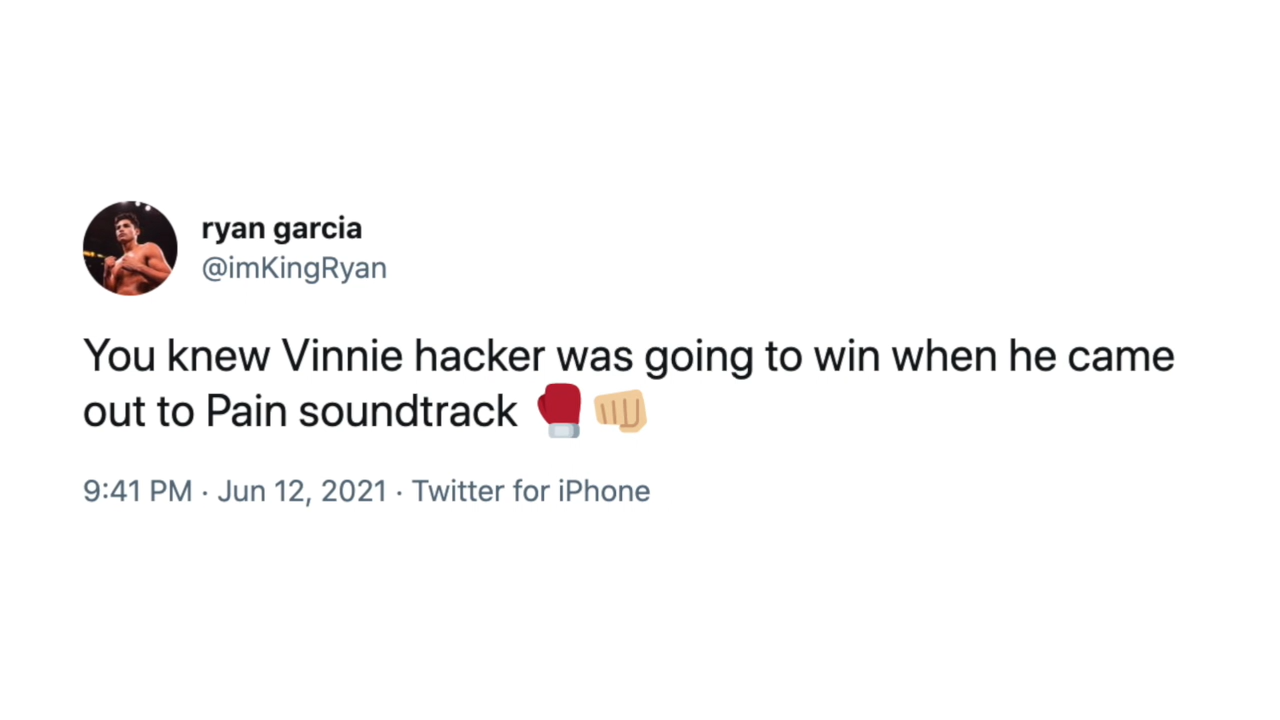 ryan garcia
@imKingRyan
You knew Vinnie hacker was going to win when he came
out to Pain soundtrack 🥊👊🏼
9:41 PM · Jun 12, 2021 · Twitter for iPhone